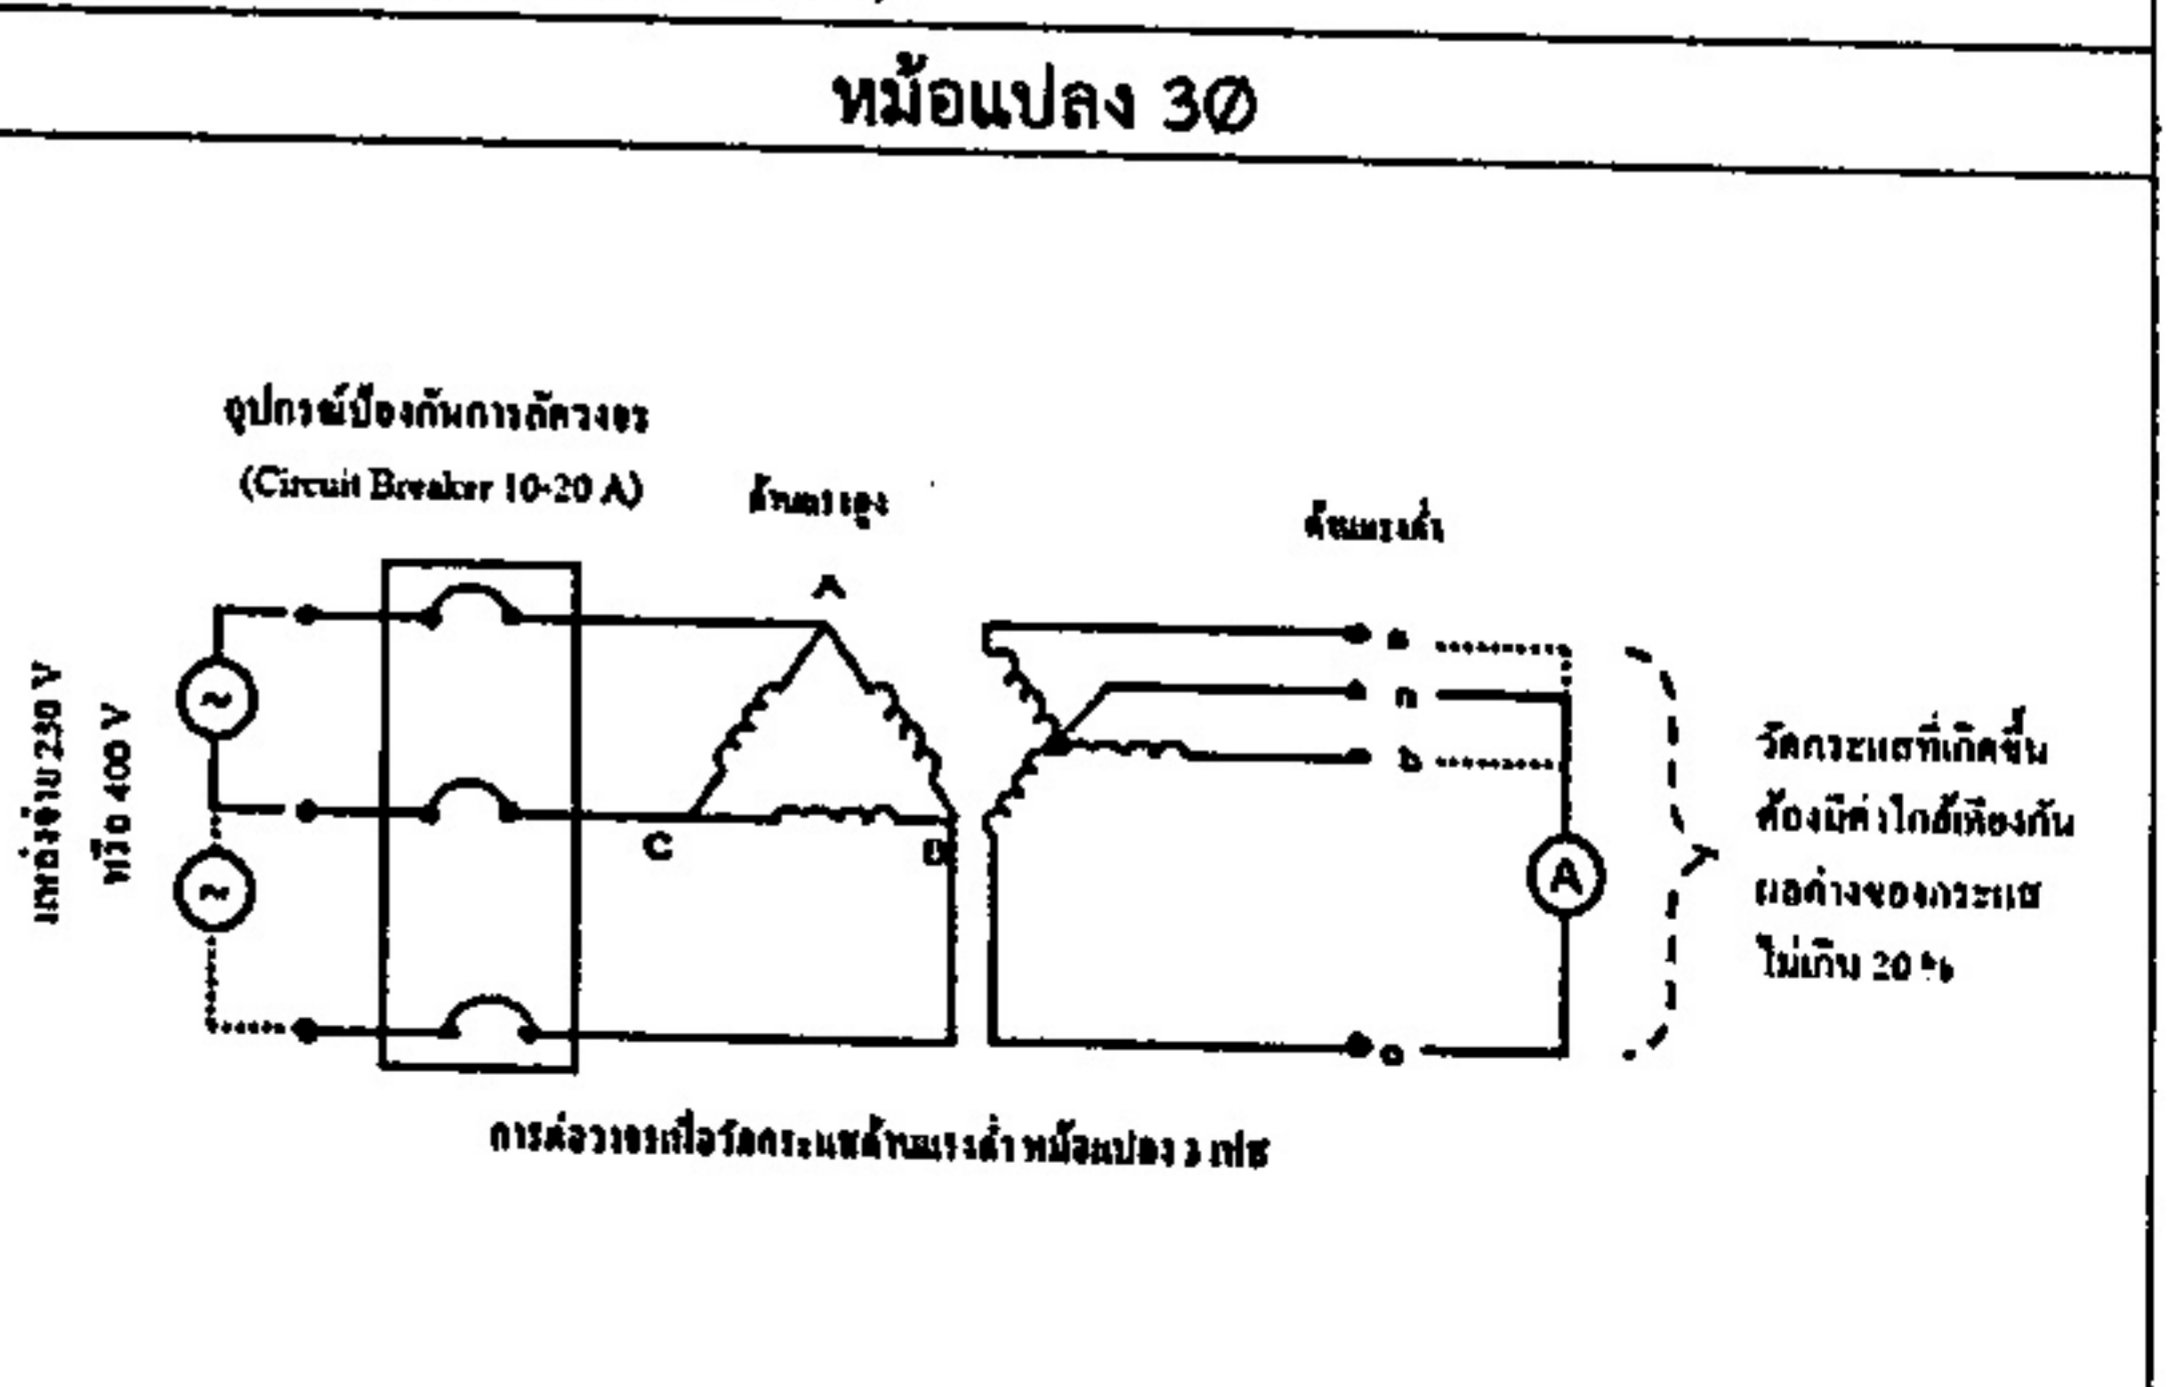 หม้อแปลง 3Ø
อุปกรณ์ป้องกันการลัดวงจร
(Circuit Breaker 10-20 A)
ด้านแรงสูง
ด้านแรงต่ำ
แหล่งจ่าย 230 V
หรือ 400 V
~
~
A
C
B
a
n
b
c
A
วัดกระแสที่เกิดขึ้น
ต้องมีค่าใกล้เคียงกัน
ผลต่างของกระแส
ไม่เกิน 20 %
การต่อวงจรเพื่อวัดกระแสด้านแรงต่ำ หม้อแปลง 3 เฟส